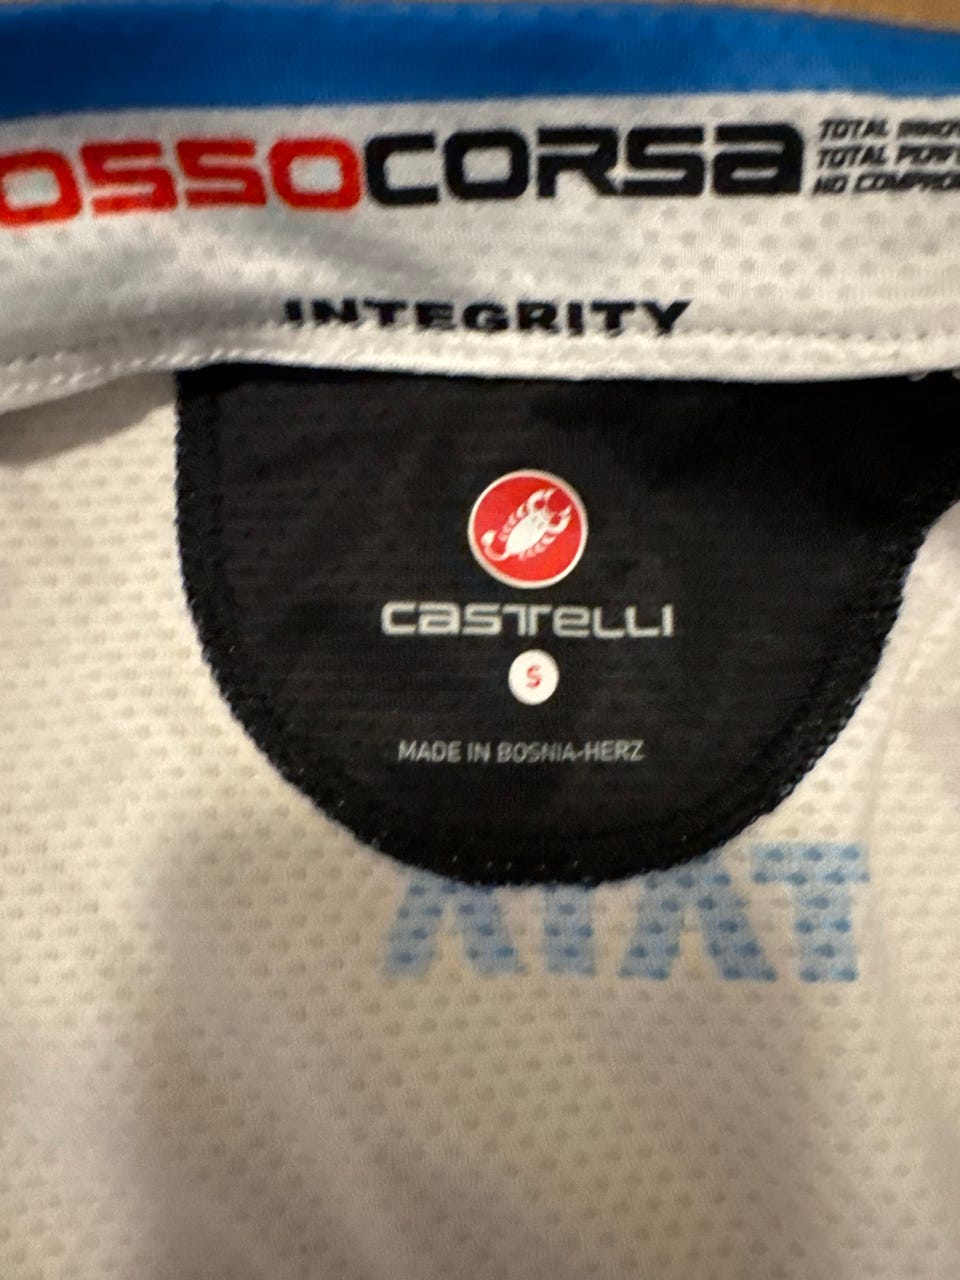 OSSOCORSA
TOTAL
TOTAL
NO
INTEGRITY
CASTELLI
S
MADE IN BOSNIA-HERZ